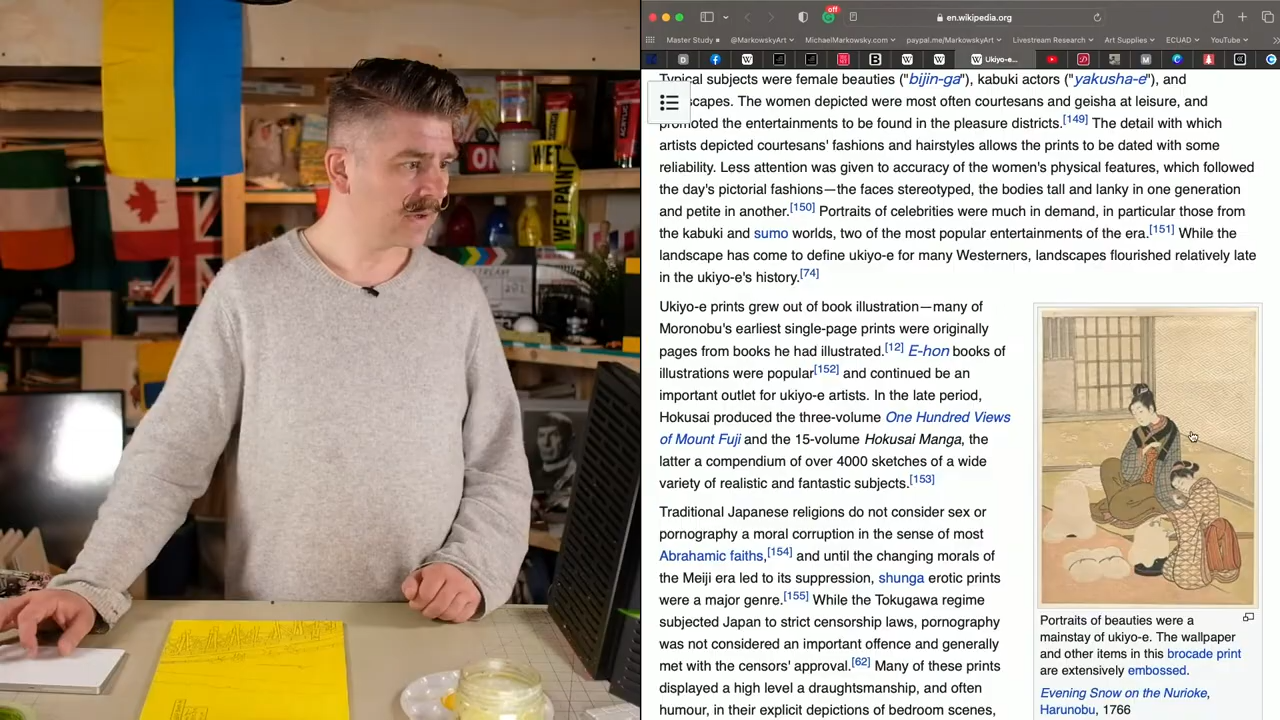 off
en.wikipedia.org
Master Study
@MarkowskyArt
MichaelMarkowsky.com
paypal.me/MarkowskyArt
Livestream Research
Art Supplies
ECUAD
YouTube
W Ukiyo-e...
Typical subjects were female beauties ("bijin-ga"), kabuki actors ("yakusha-e"), and
scapes. The women depicted were most often courtesans and geisha at leisure, and
promoted the entertainments to be found in the pleasure districts.[149] The detail with which
artists depicted courtesans' fashions and hairstyles allows the prints to be dated with some
reliability. Less attention was given to accuracy of the women's physical features, which followed
the day's pictorial fashions—the faces stereotyped, the bodies tall and lanky in one generation
and petite in another.[150] Portraits of celebrities were much in demand, in particular those from
the kabuki and sumo worlds, two of the most popular entertainments of the era.[151] While the
landscape has come to define ukiyo-e for many Westerners, landscapes flourished relatively late
in the ukiyo-e's history.[74]
Ukiyo-e prints grew out of book illustration—many of
Moronobu's earliest single-page prints were originally
pages from books he had illustrated.[12] E-hon books of
illustrations were popular[152] and continued be an
important outlet for ukiyo-e artists. In the late period,
Hokusai produced the three-volume One Hundred Views
of Mount Fuji and the 15-volume Hokusai Manga, the
latter a compendium of over 4000 sketches of a wide
variety of realistic and fantastic subjects.[153]
Traditional Japanese religions do not consider sex or
pornography a moral corruption in the sense of most
Abrahamic faiths,[154] and until the changing morals of
the Meiji era led to its suppression, shunga erotic prints
were a major genre.[155] While the Tokugawa regime
subjected Japan to strict censorship laws, pornography
was not considered an important offence and generally
met with the censors' approval.[62] Many of these prints
displayed a high level a draughtsmanship, and often
humour, in their explicit depictions of bedroom scenes,
Portraits of beauties were a
mainstay of ukiyo-e. The wallpaper
and other items in this brocade print
are extensively embossed.
Evening Snow on the Nurioke,
Harunobu, 1766
ON
WET
WET PAINT
ACRYLIC